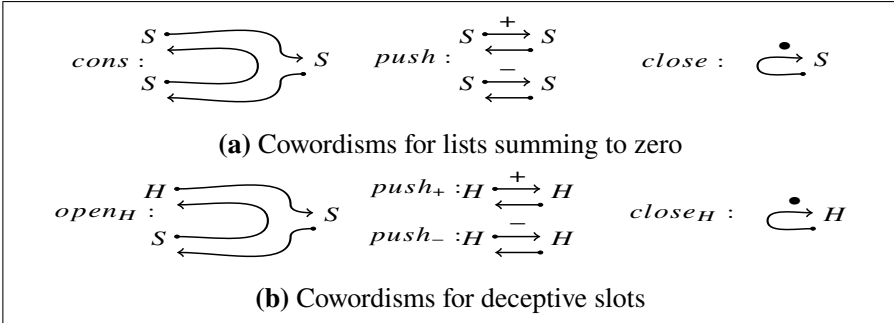 S
cons :
S
S
push :
S + S
S − S
close : • S
(a) Cowordisms for lists summing to zero
H
open_H :
S
S
push_+ : H + H
push_− : H − H
close_H : • H
(b) Cowordisms for deceptive slots